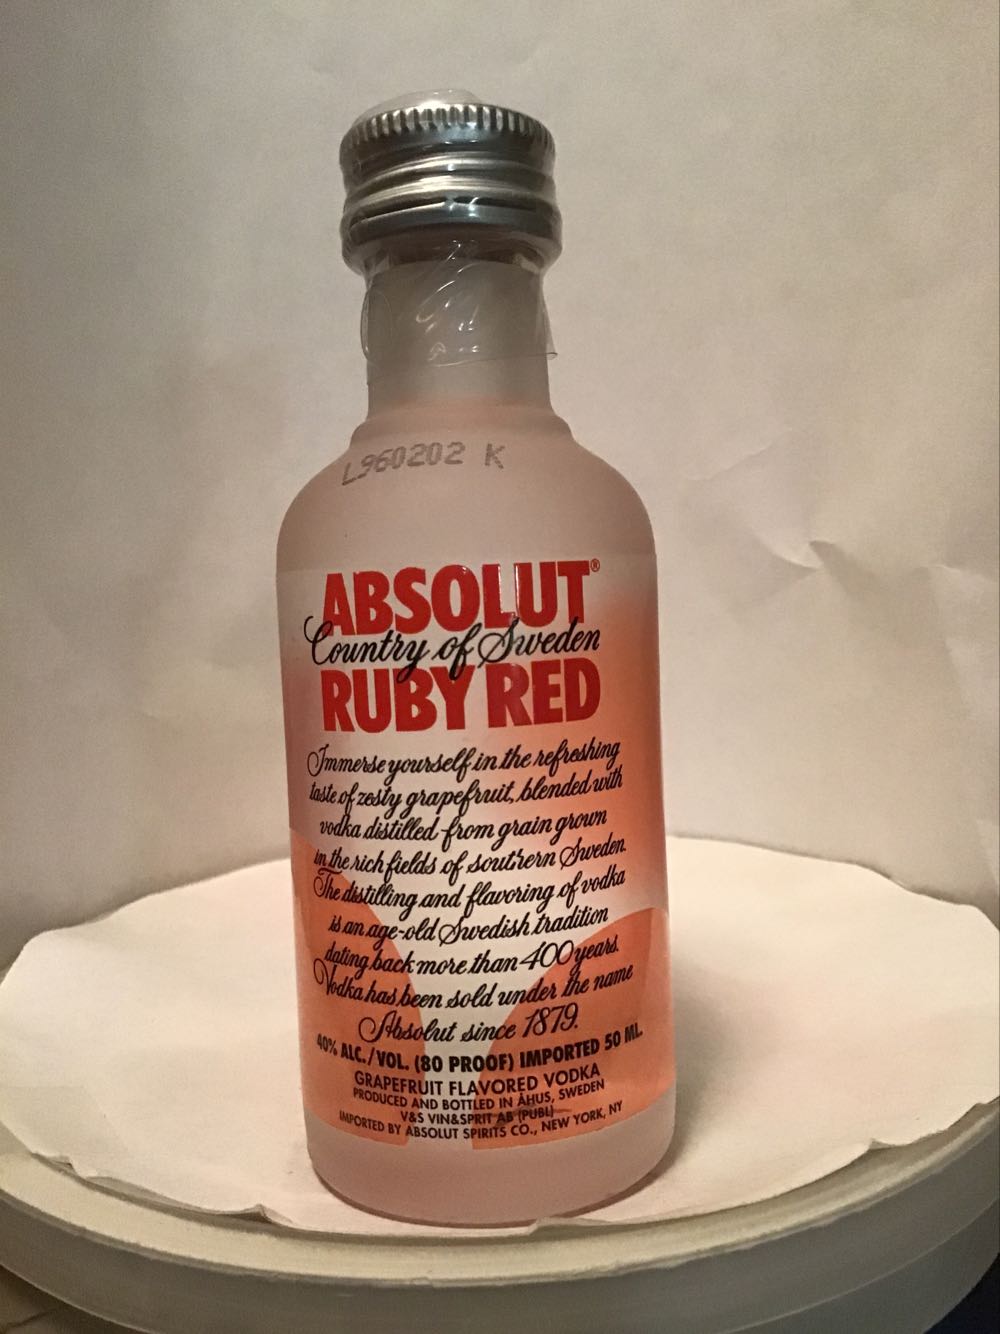 L960202 K
ABSOLUT®
Country of Sweden
RUBY RED
Immerse yourself in the refreshing
taste of zesty grapefruit, blended with
vodka distilled from grain grown
in the rich fields of southern Sweden.
The distilling and flavoring of vodka
is an age-old Swedish tradition
dating back more than 400 years.
Vodka has been sold under the name
Absolut since 1879.
40% ALC./VOL. (80 PROOF) IMPORTED 50 ML.
GRAPEFRUIT FLAVORED VODKA
PRODUCED AND BOTTLED IN ÅHUS, SWEDEN
V&S VIN&SPRIT AB (PUBL)
IMPORTED BY ABSOLUT SPIRITS CO., NEW YORK, NY